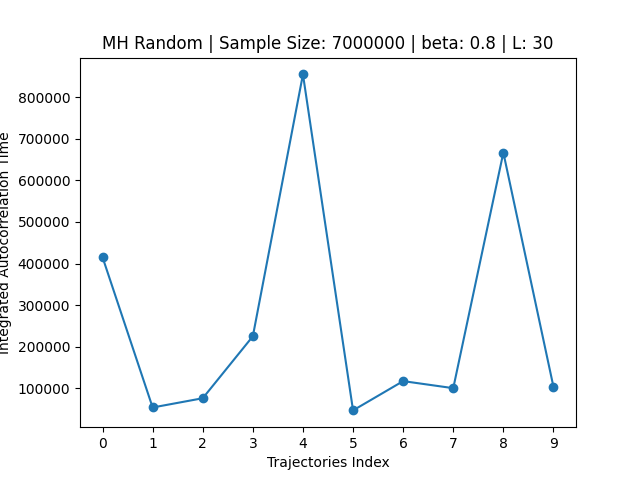 MH Random | Sample Size: 7000000 | beta: 0.8 | L: 30
Integrated Autocorrelation Time
800000
700000
600000
500000
400000
300000
200000
100000
0 1 2 3 4 5 6 7 8 9
Trajectories Index